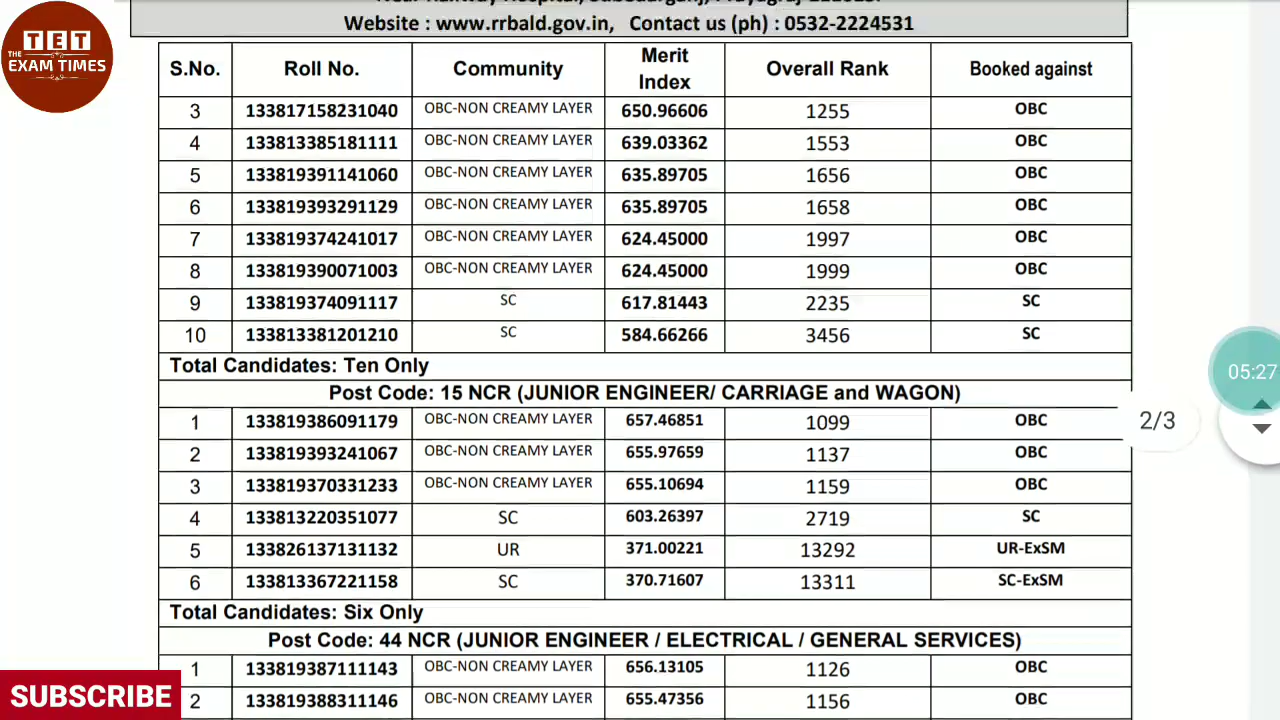 TET
THE
EXAM TIMES
Website : www.rrbald.gov.in, Contact us (ph) : 0532-2224531
S.No. Roll No. Community Merit Index Overall Rank Booked against
3 133817158231040 OBC-NON CREAMY LAYER 650.96606 1255 OBC
4 133813385181111 OBC-NON CREAMY LAYER 639.03362 1553 OBC
5 133819391141060 OBC-NON CREAMY LAYER 635.89705 1656 OBC
6 133819393291129 OBC-NON CREAMY LAYER 635.89705 1658 OBC
7 133819374241017 OBC-NON CREAMY LAYER 624.45000 1997 OBC
8 133819390071003 OBC-NON CREAMY LAYER 624.45000 1999 OBC
9 133819374091117 SC 617.81443 2235 SC
10 133813381201210 SC 584.66266 3456 SC
Total Candidates: Ten Only
Post Code: 15 NCR (JUNIOR ENGINEER/ CARRIAGE and WAGON)
1 133819386091179 OBC-NON CREAMY LAYER 657.46851 1099 OBC
2 133819393241067 OBC-NON CREAMY LAYER 655.97659 1137 OBC
3 133819370331233 OBC-NON CREAMY LAYER 655.10694 1159 OBC
4 133813220351077 SC 603.26397 2719 SC
5 133826137131132 UR 371.00221 13292 UR-ExSM
6 133813367221158 SC 370.71607 13311 SC-ExSM
Total Candidates: Six Only
Post Code: 44 NCR (JUNIOR ENGINEER / ELECTRICAL / GENERAL SERVICES)
1 133819387111143 OBC-NON CREAMY LAYER 656.13105 1126 OBC
2 133819388311146 OBC-NON CREAMY LAYER 655.47356 1156 OBC
05:27
2/3
SUBSCRIBE